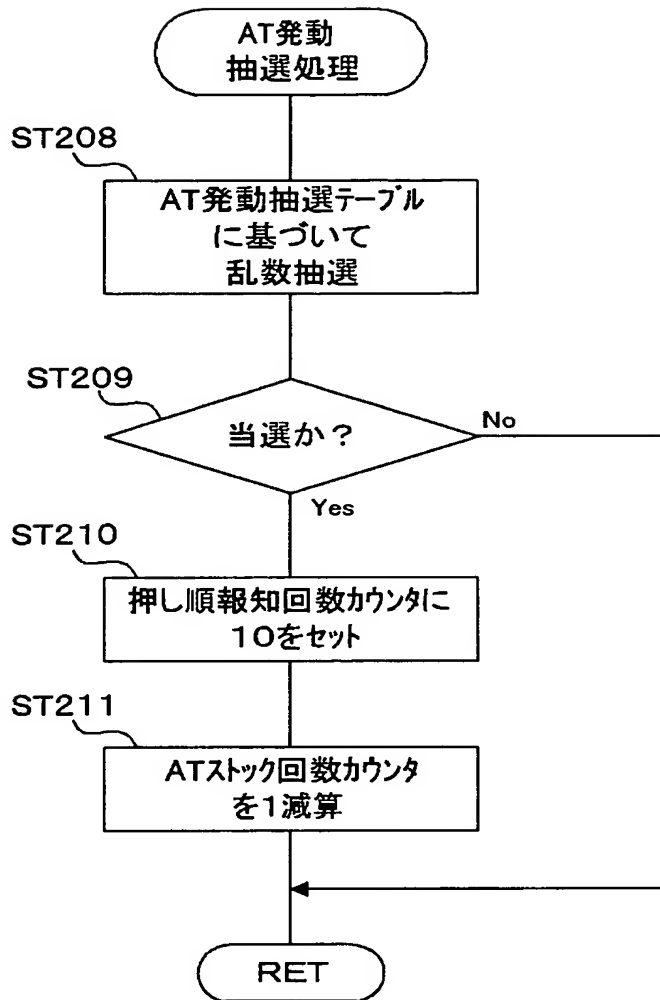 AT発動
抽選処理
ST208
AT発動抽選テーブル
に基づいて
乱数抽選
ST209
当選か？
No
Yes
ST210
押し順報知回数カウンタに
１０をセット
ST211
ATストック回数カウンタ
を1減算
RET